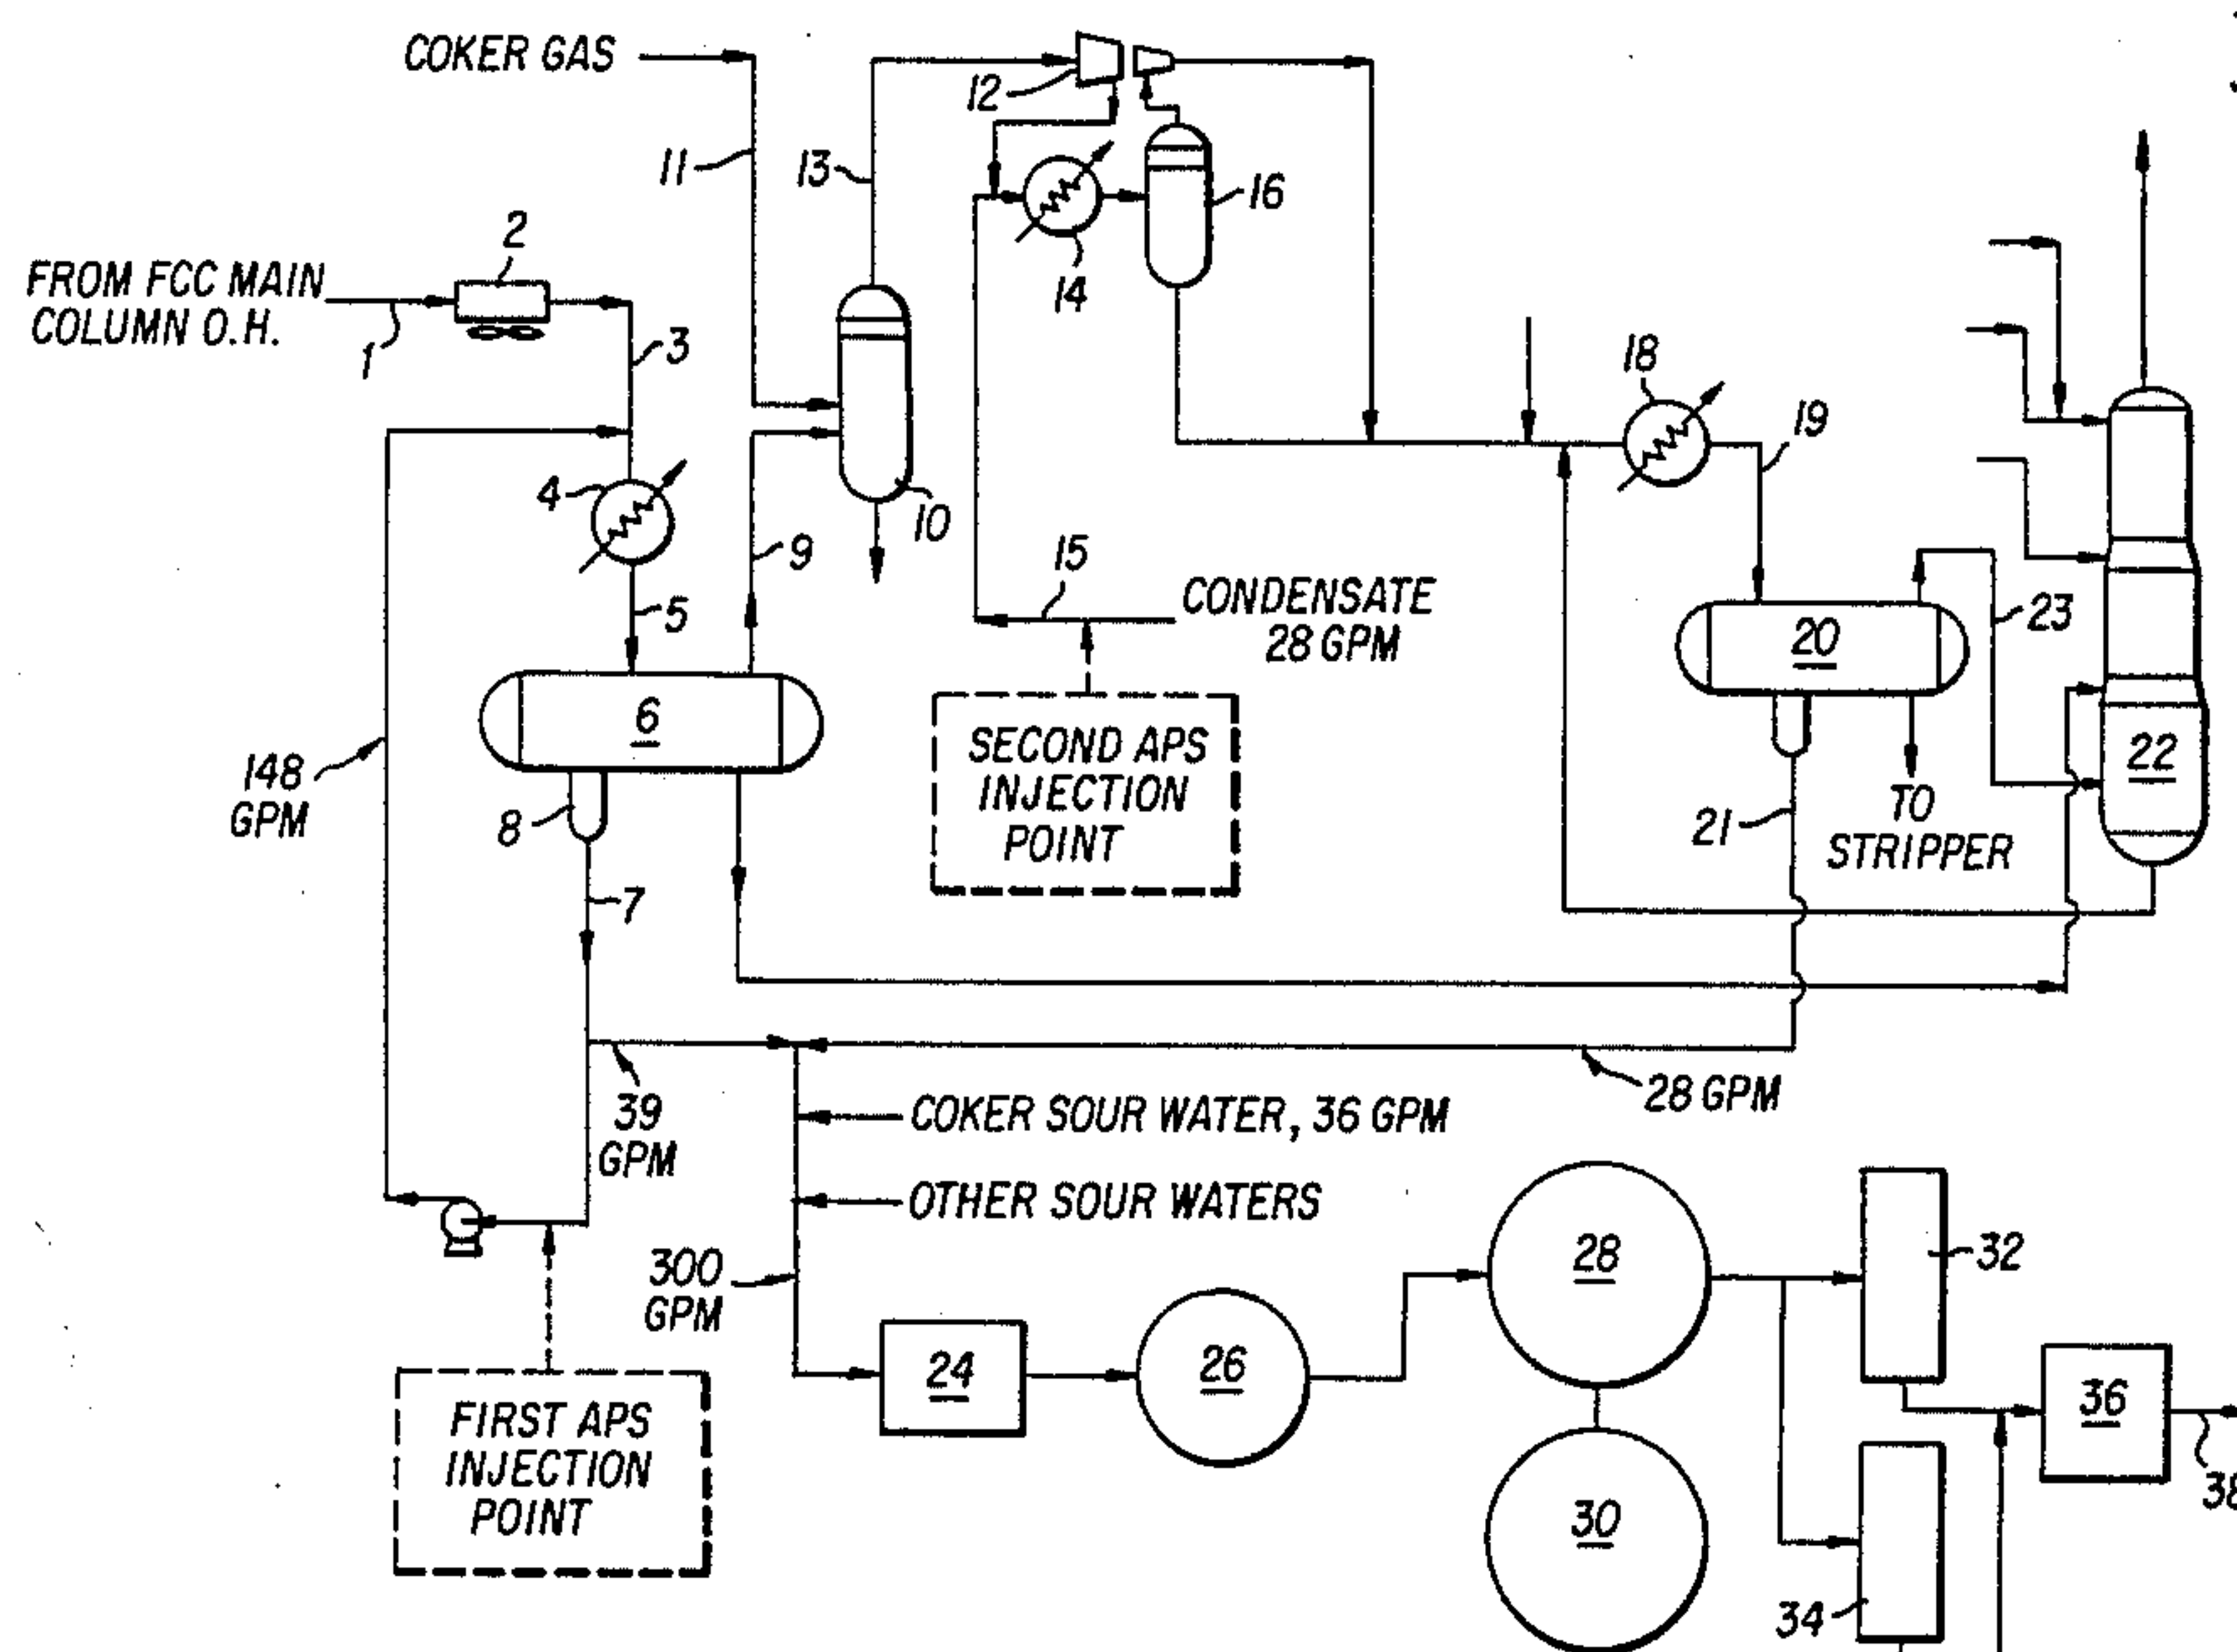 COKER GAS
12
11
13
16
2
14
FROM FCC MAIN
COLUMN O.H.
1
3
18
19
4
10
9
15
5
CONDENSATE
28 GPM
20
23
6
SECOND APS
INJECTION
POINT
148
GPM
8
22
21
TO
STRIPPER
7
39
GPM
28 GPM
COKER SOUR WATER, 36 GPM
OTHER SOUR WATERS
300
GPM
28
32
24
26
36
38
FIRST APS
INJECTION
POINT
30
34